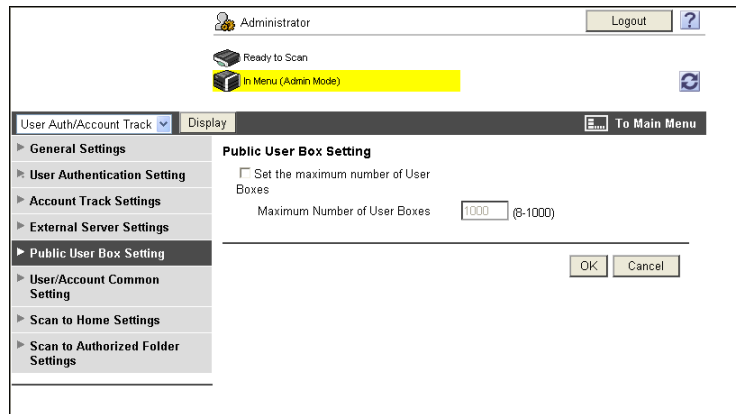 Administrator
Logout
?
Ready to Scan
In Menu (Admin Mode)
User Auth/Account Track
Display
To Main Menu
General Settings
User Authentication Setting
Account Track Settings
External Server Settings
Public User Box Setting
User/Account Common
Setting
Scan to Home Settings
Scan to Authorized Folder
Settings
Public User Box Setting
Set the maximum number of User
Boxes
Maximum Number of User Boxes 1000 (8-1000)
OK Cancel